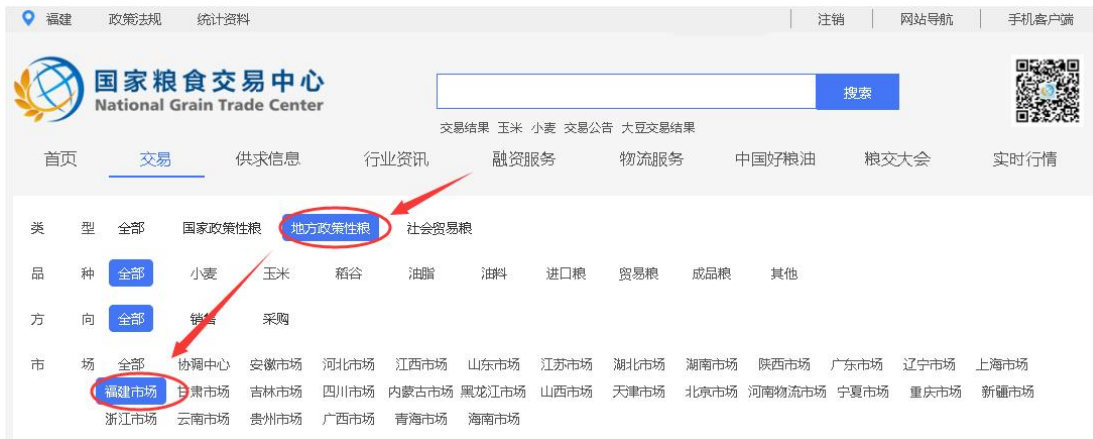 福建 政策法规 统计资料 注销 网站导航 手机客户端
国家粮食交易中心
National Grain Trade Center
搜索
交易结果 玉米 小麦 交易公告 大豆交易结果
首页 交易 供求信息 行业资讯 融资服务 物流服务 中国好粮油 粮交大会 实时行情
类 型 全部 国家政策性粮 地方政策性粮 社会贸易粮
品 种 全部 小麦 玉米 稻谷 油脂 油料 进口粮 贸易粮 成品粮 其他
方 向 全部 销售 采购
市 场 全部 协调中心 安徽市场 河北市场 江西市场 山东市场 江苏市场 湖北市场 湖南市场 陕西市场 广东市场 辽宁市场 上海市场
福建市场 甘肃市场 吉林市场 四川市场 内蒙古市场 黑龙江市场 山西市场 天津市场 北京市场 河南物流市场 宁夏市场 重庆市场 新疆市场
浙江市场 云南市场 贵州市场 广西市场 青海市场 海南市场